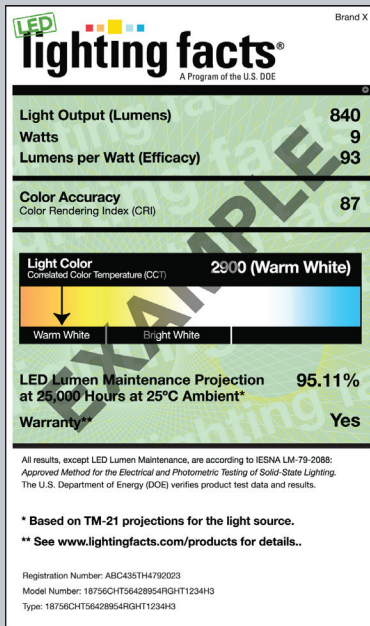 Brand X
LED
lighting facts®
A Program of the U.S. DOE
Light Output (Lumens) 840
Watts 9
Lumens per Watt (Efficacy) 93
Color Accuracy
Color Rendering Index (CRI) 87
Light Color
Correlated Color Temperature (CCT) 2900 (Warm White)
Warm White Bright White
LED Lumen Maintenance Projection
at 25,000 Hours at 25ºC Ambient* 95.11%
Warranty** Yes
EXAMPLE
All results, except LED Lumen Maintenance, are according to IESNA LM-79-2088:
Approved Method for the Electrical and Photometric Testing of Solid-State Lighting.
The U.S. Department of Energy (DOE) verifies product test data and results.
* Based on TM-21 projections for the light source.
** See www.lightingfacts.com/products for details..
Registration Number: ABC435TH4792023
Model Number: 18756CHT56428954RGHT1234H3
Type: 18756CHT56428954RGHT1234H3